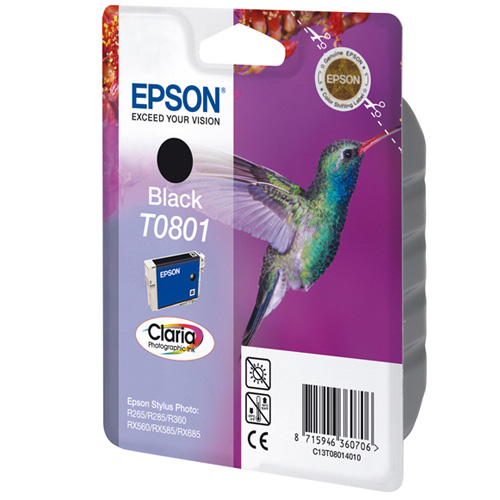 EPSON®
EXCEED YOUR VISION
Genuine EPSON
EPSON
Color Shifting Label
Black
T0801
EPSON
Claria
Photographic Ink
Epson Stylus Photo:
R265/R285/R360
RX560/RX585/RX685
CE
8 715946 360706
C13T08014010